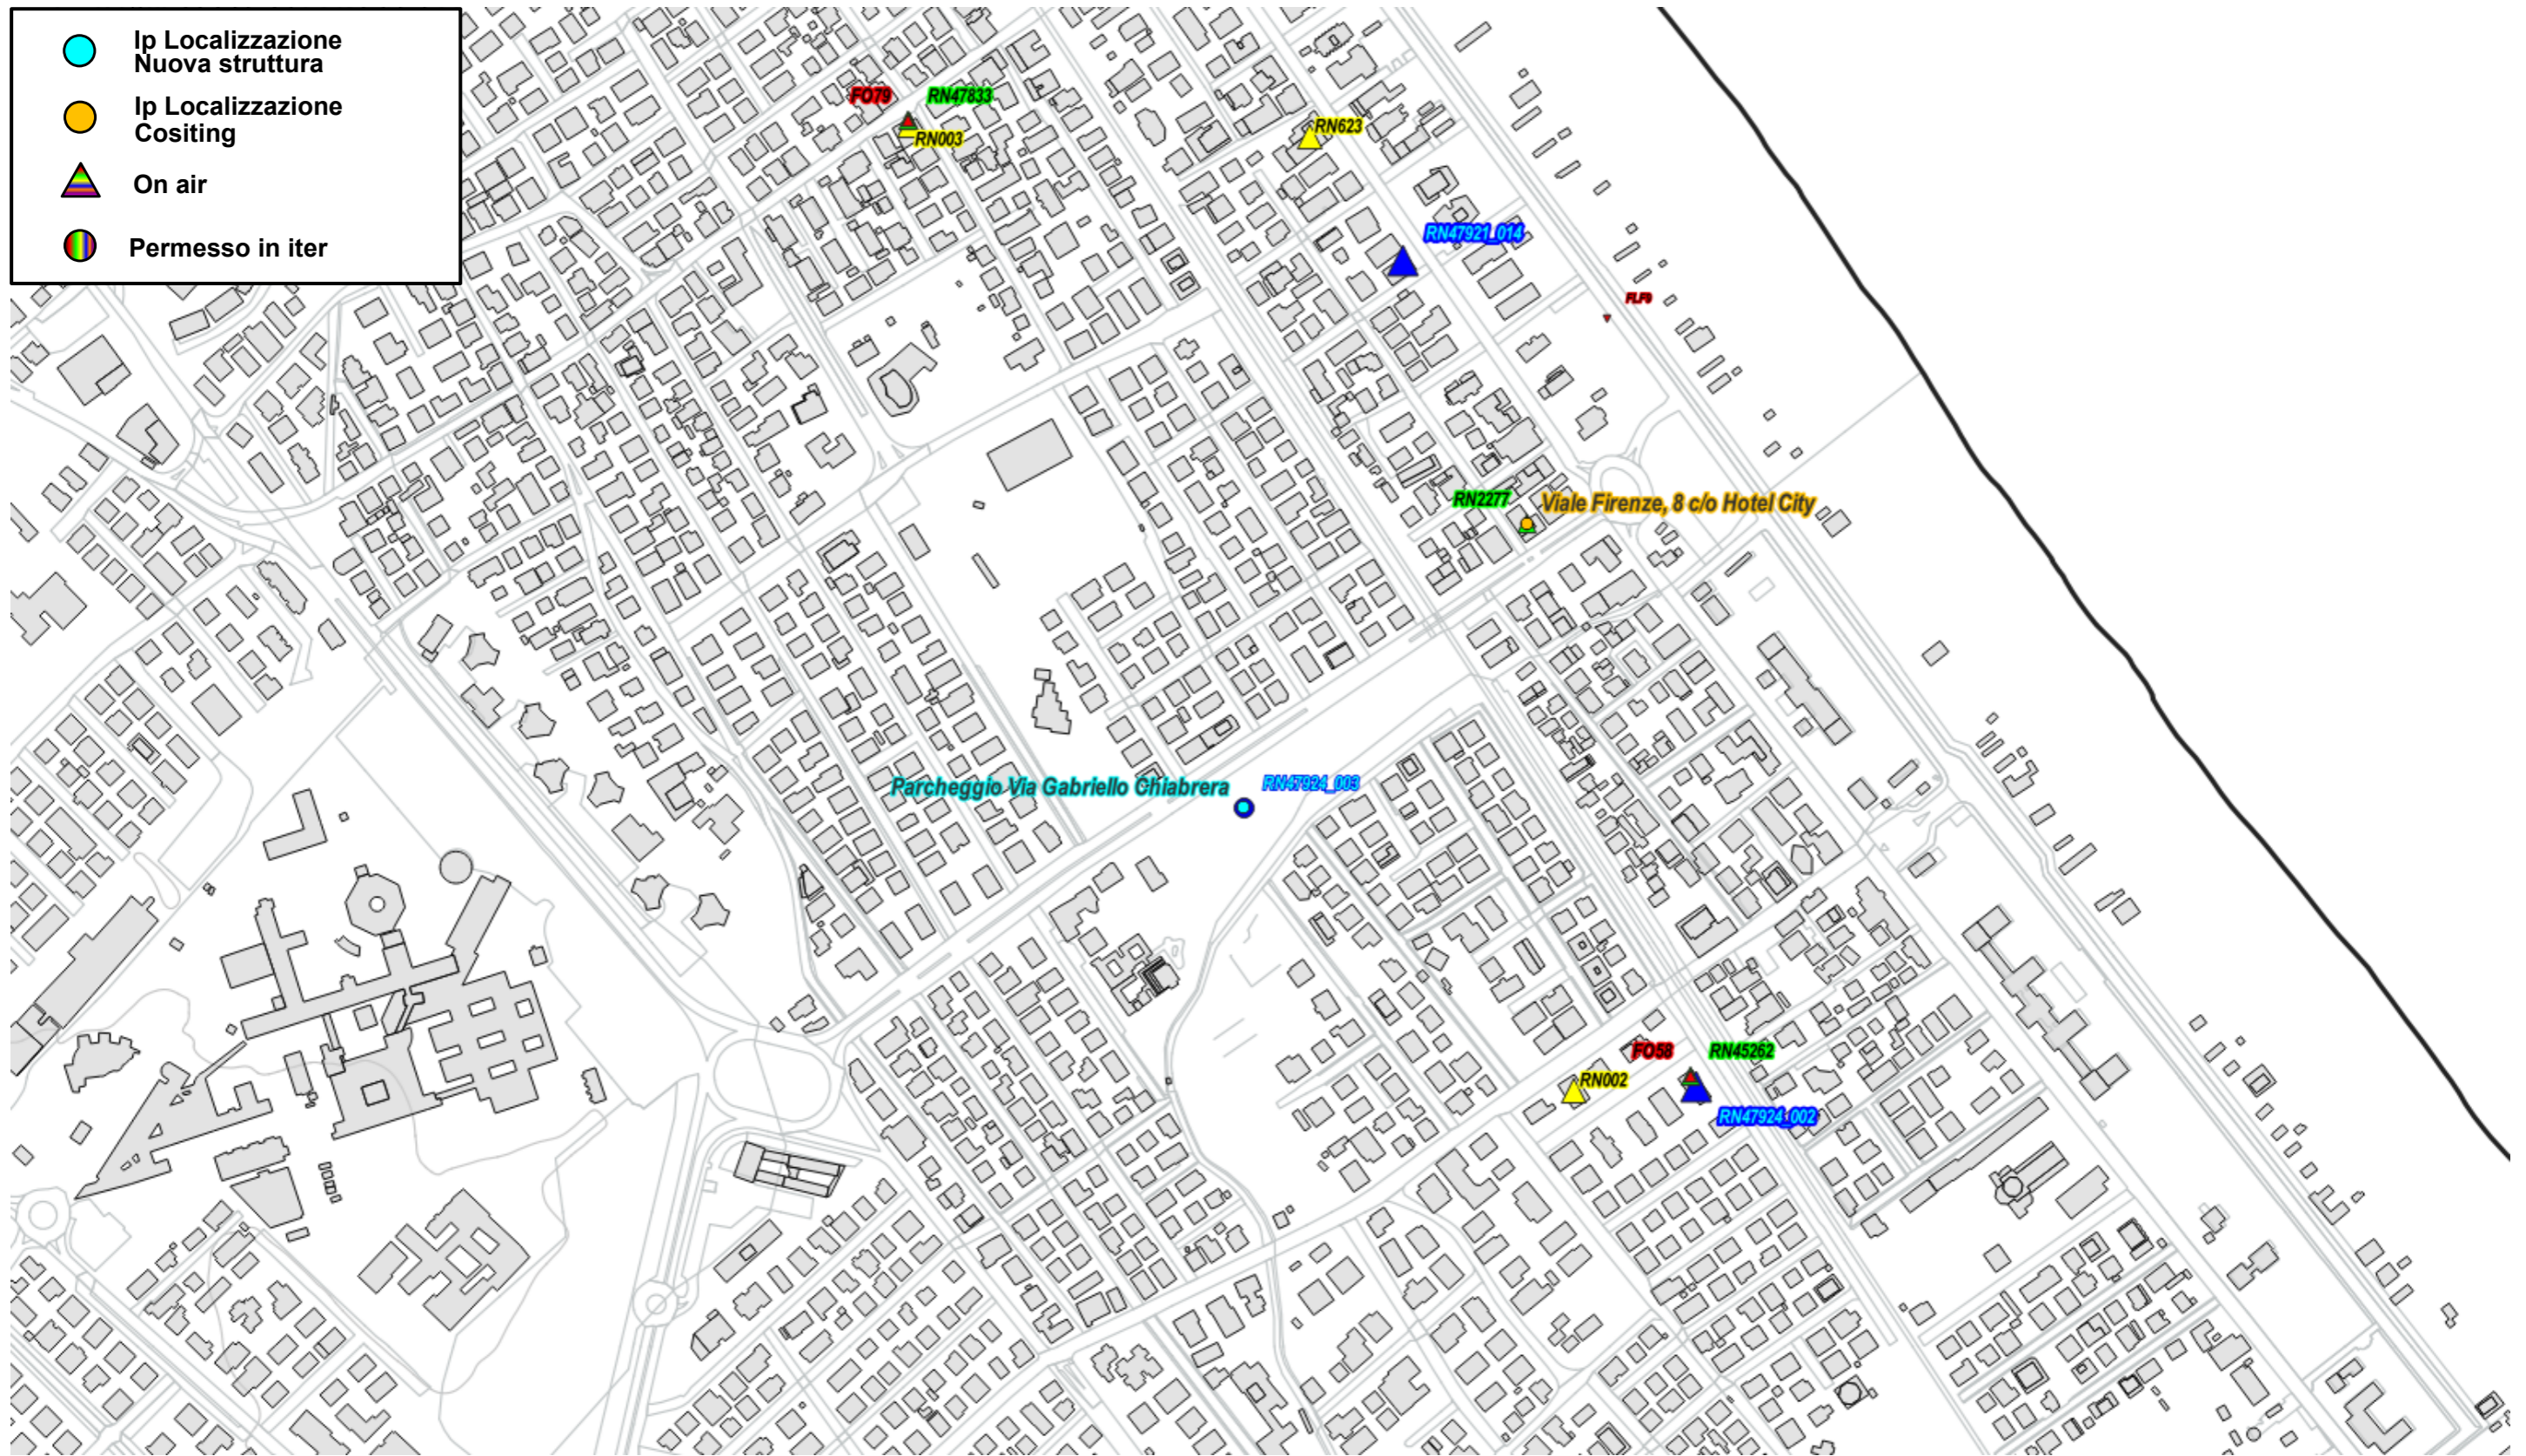 Ip Localizzazione
Nuova struttura
Ip Localizzazione
Cositing
On air
Permesso in iter
FO79
RN47833
RN003
RN623
RN47921_014
FLF9
RN2277
Viale Firenze, 8 c/o Hotel City
Parcheggio Via Gabriello Chiabrera
RN47924_003
FO58
RN45262
RN002
RN47924_002